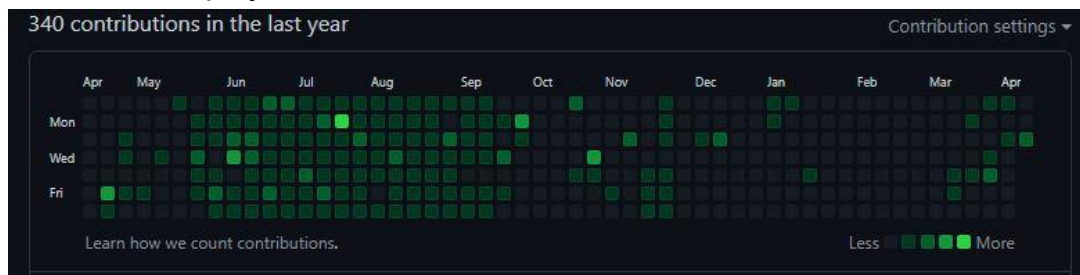 340 contributions in the last year
Contribution settings
Apr May Jun Jul Aug Sep Oct Nov Dec Jan Feb Mar Apr
Mon
Wed
Fri
Learn how we count contributions.
Less More